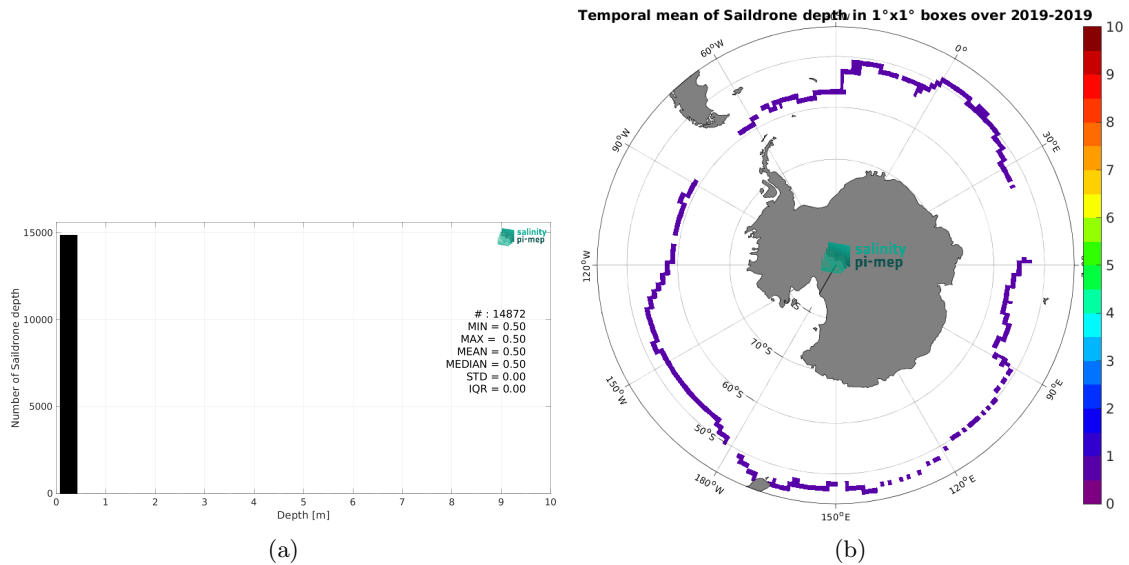 15000
10000
5000
0
Number of Saildrone depth
salinity
pi-mep
# : 14872
MIN = 0.50
MAX = 0.50
MEAN = 0.50
MEDIAN = 0.50
STD = 0.00
IQR = 0.00
1 2 3 4 5 6 7 8 9 10
Depth [m]
(a)
Temporal mean of Saildrone depth in 1°x1° boxes over 2019-2019
60°W
0°
90°W
30°E
120°W
150°W
90°E
180°W
120°E
150°E
70°S
60°S
50°S
salinity
pi-mep
10
9
8
7
6
5
4
3
2
1
0
(b)